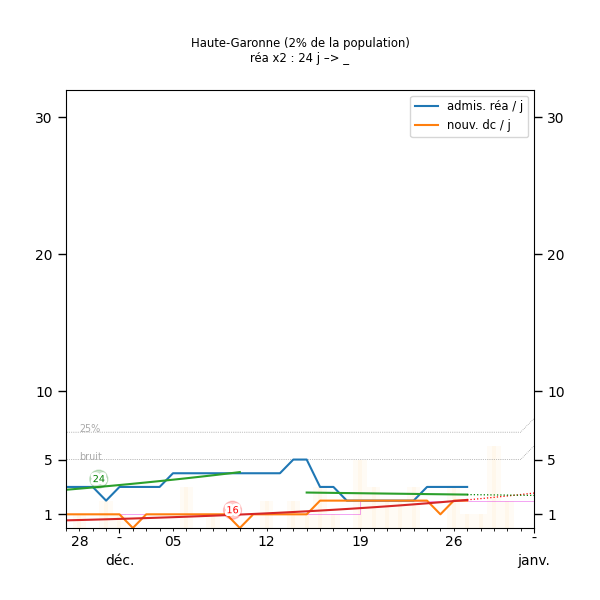 Haute-Garonne (2% de la population)
réa x2 : 24 j –> _
admis. réa / j
nouv. dc / j
30 30
20 20
10 10
25%
bruit
5 5
24
16
1 1
28 - 05 12 19 26 -
déc. janv.